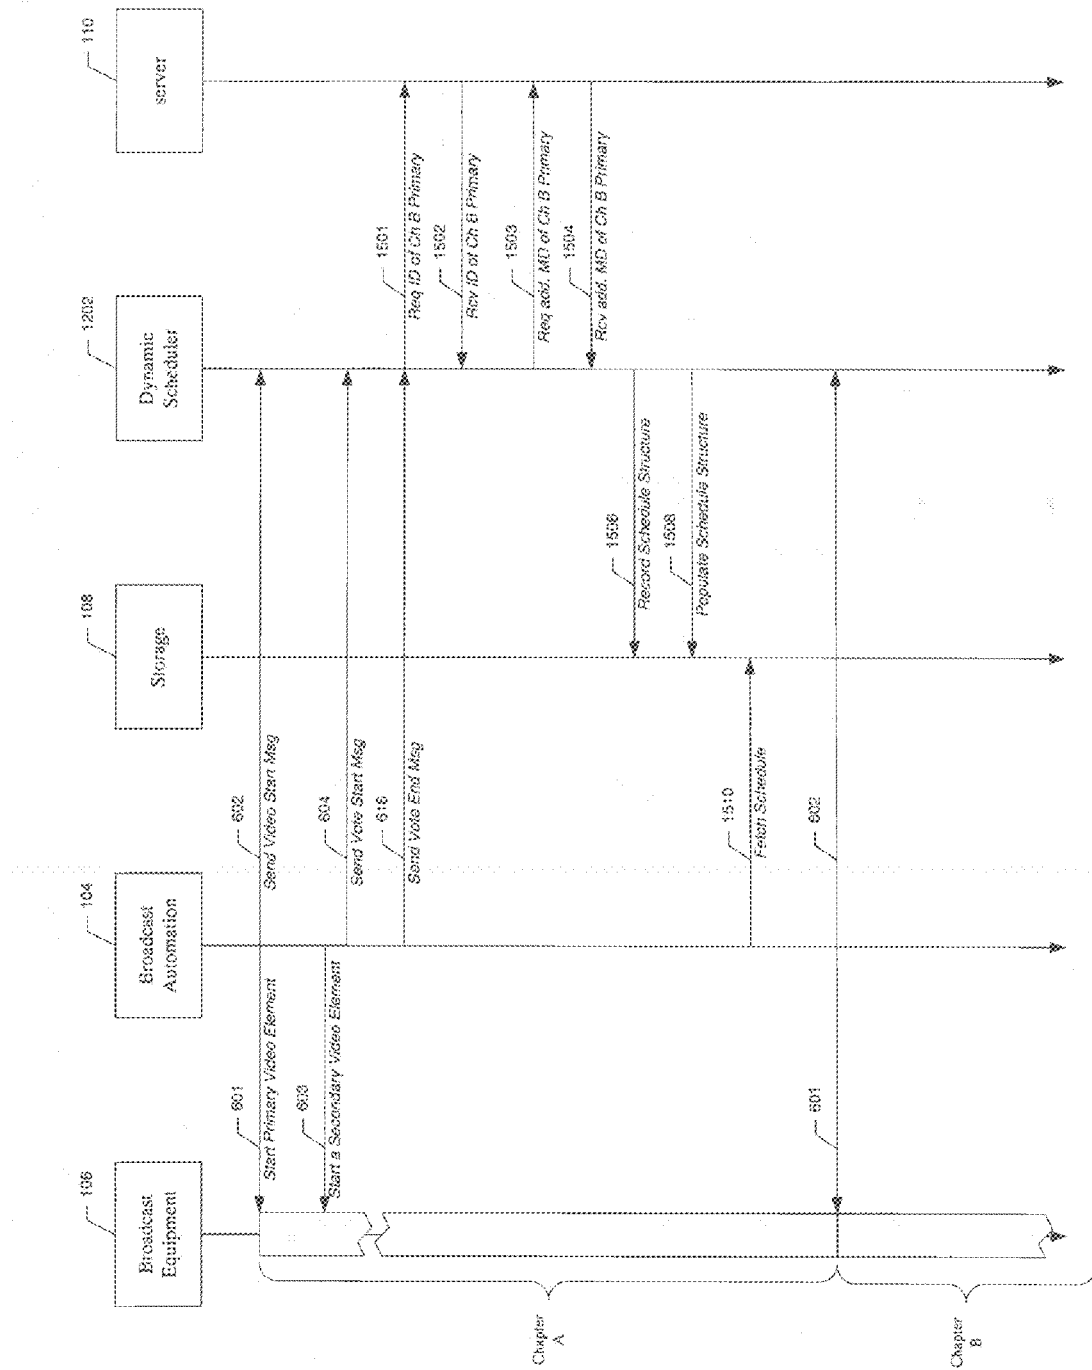 106
104
108
1202
110
Broadcast
Equipment
Broadcast
Automation
Storage
Dynamic
Scheduler
server
601
602
Start Primary Video Element
Send Video Start Msg
603
Start a Secondary Video Element
604
Send Vote Start Msg
Send Vote End Msg
1501
Req ID of Ch B Primary
1502
Rcv ID of Ch B Primary
1503
Req add. MD of Ch B Primary
1504
Rcv add. MD of Ch B Primary
Chapter
A
1506
Record Schedule Structure
1508
Populate Schedule Structure
1510
Fetch Schedule
601
602
Chapter
B